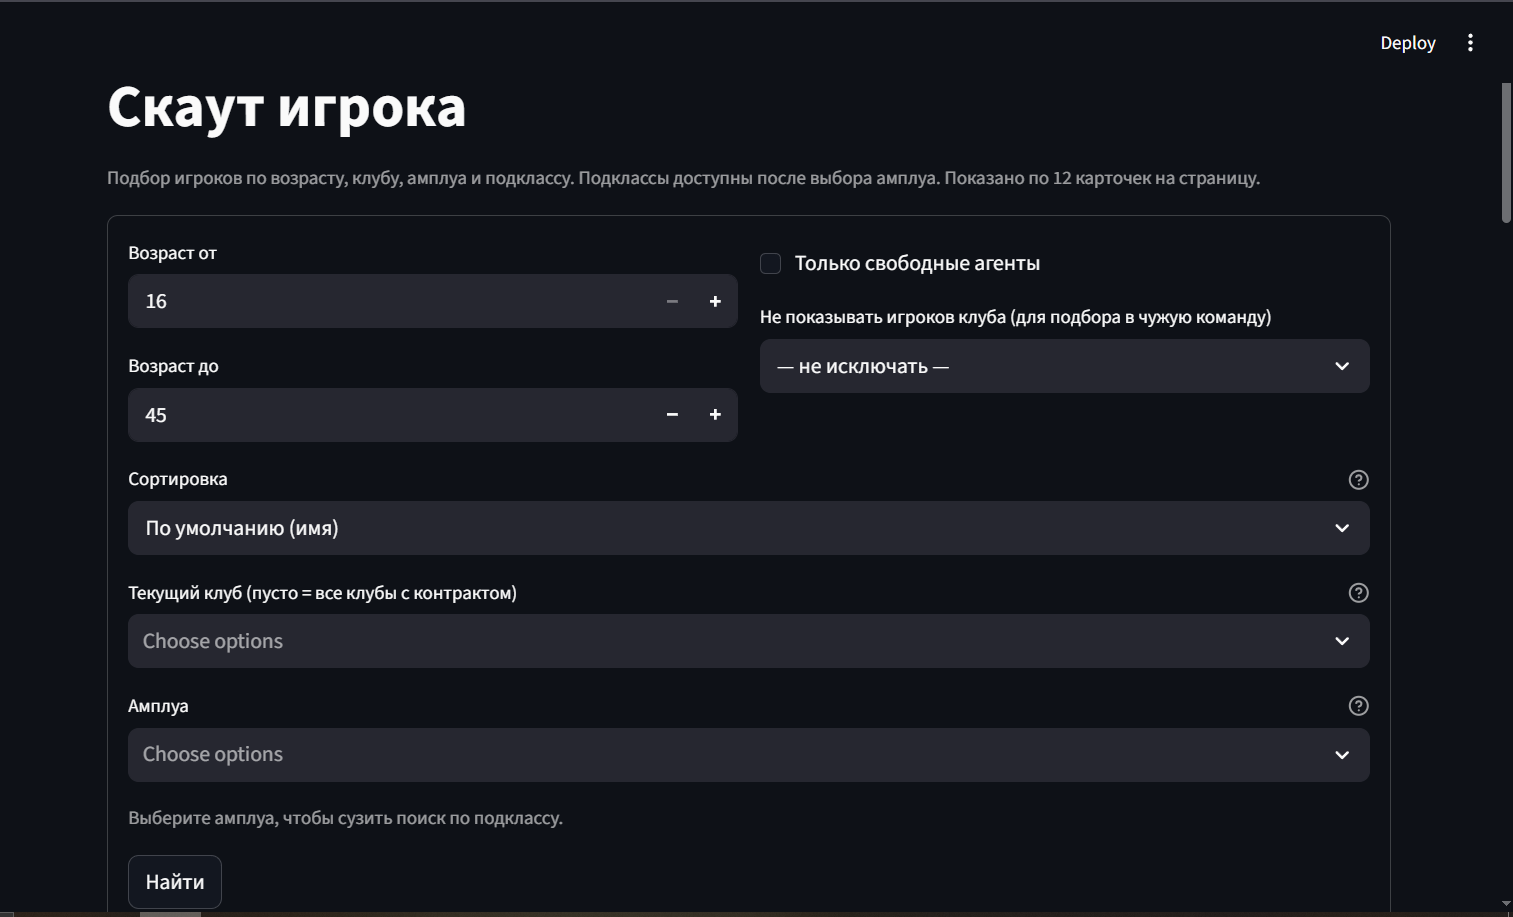 Deploy
Скаут игрока
Подбор игроков по возрасту, клубу, амплуа и подклассу. Подклассы доступны после выбора амплуа. Показано по 12 карточек на страницу.
Возраст от
16
Только свободные агенты
Не показывать игроков клуба (для подбора в чужую команду)
— не исключать —
Возраст до
45
Сортировка
По умолчанию (имя)
Текущий клуб (пусто = все клубы с контрактом)
Choose options
Амплуа
Choose options
Выберите амплуа, чтобы сузить поиск по подклассу.
Найти